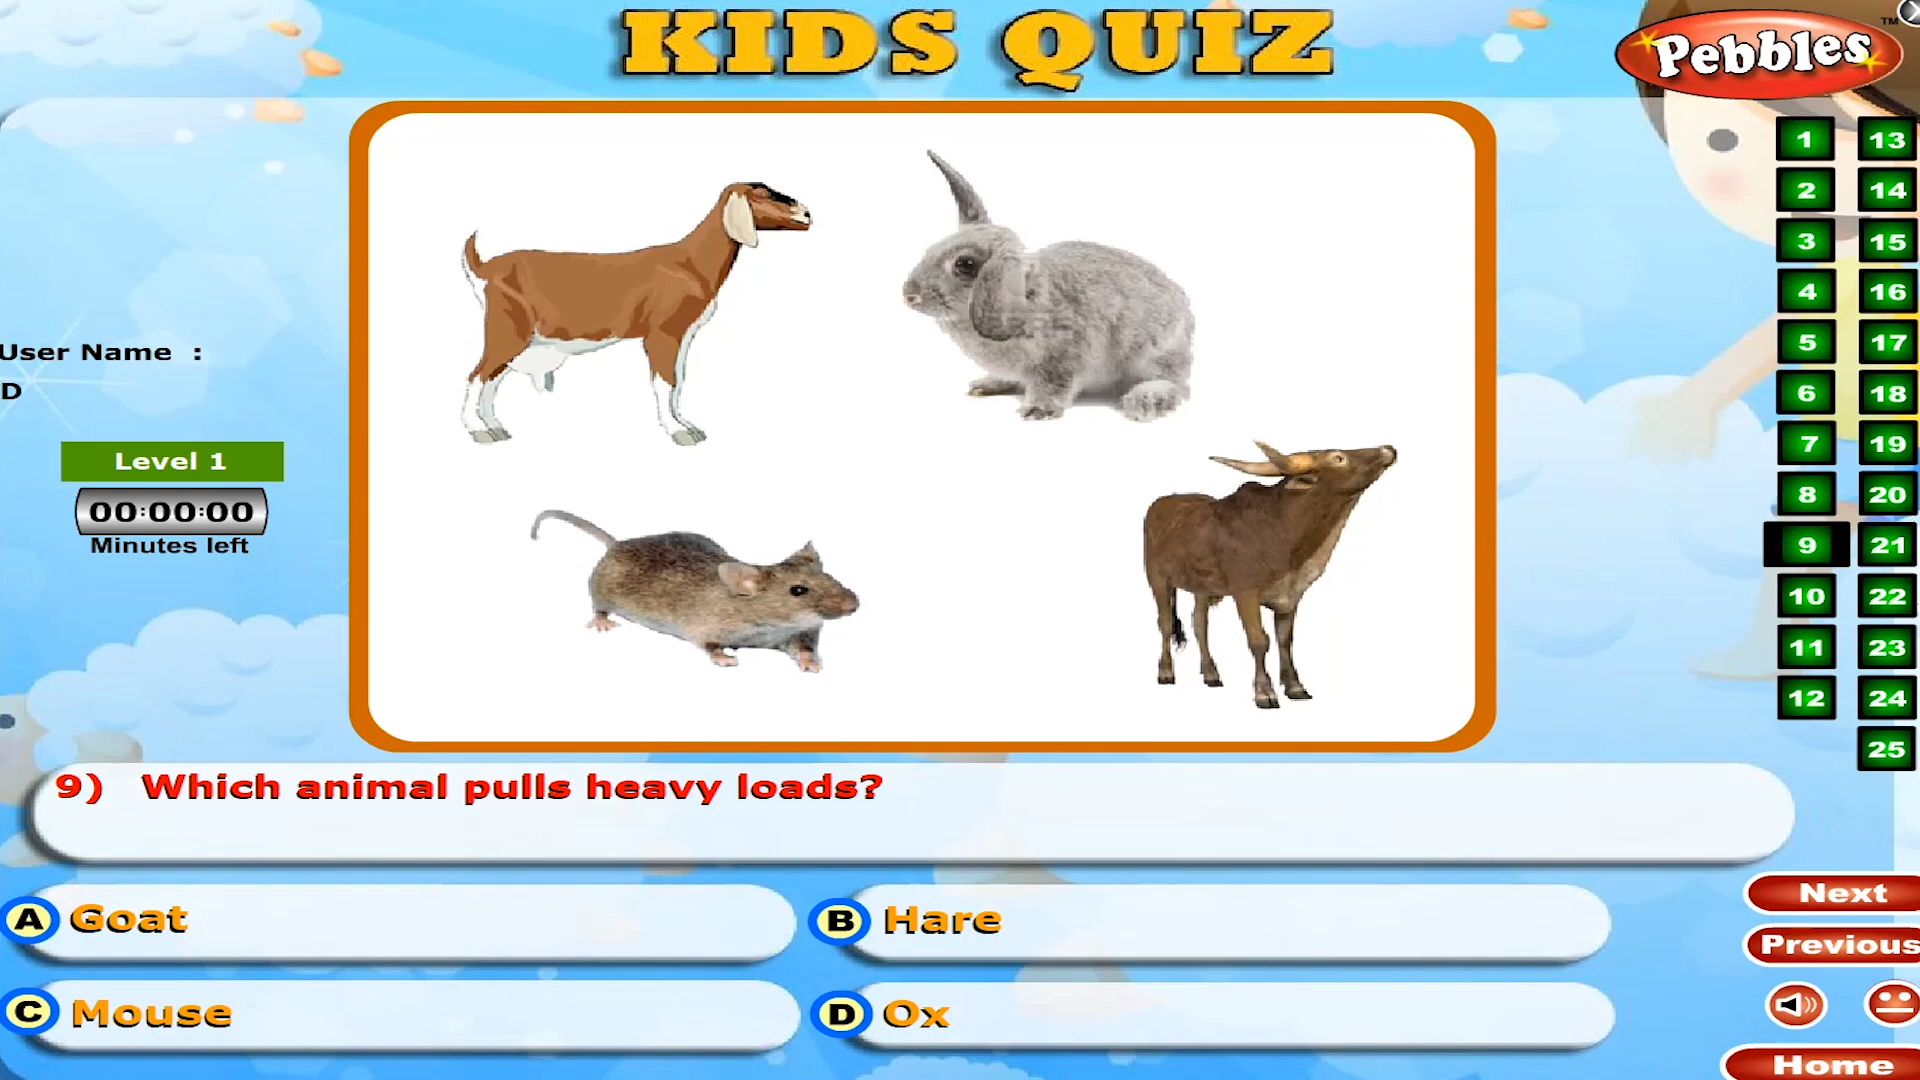 KIDS QUIZ
Pebbles™
User Name :
D
Level 1
00:00:00
Minutes left
1 13
2 14
3 15
4 16
5 17
6 18
7 19
8 20
9 21
10 22
11 23
12 24
25
9) Which animal pulls heavy loads?
A Goat
B Hare
C Mouse
D Ox
Next
Previous
Home